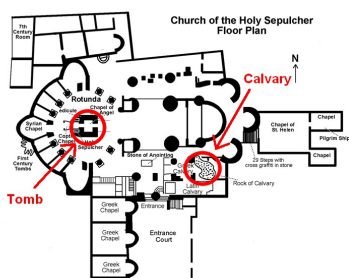 Church of the Holy Sepulcher
Floor Plan
7th
Century
Room
N
Calvary
Rotunda
Chapel of
Angel
Syrian
Chapel
Sepulcher
First
Century
Tombs
Tomb
Stone of Anointing
Greek
Calvary
Latin
Calvary
Rock of Calvary
29 Steps with
cross graffiti in stone
Chapel of
St. Helen
Chapel
Pilgrim Ship
Chapel
Entrance
Entrance
Court
Greek
Chapel
Greek
Chapel
Greek
Chapel